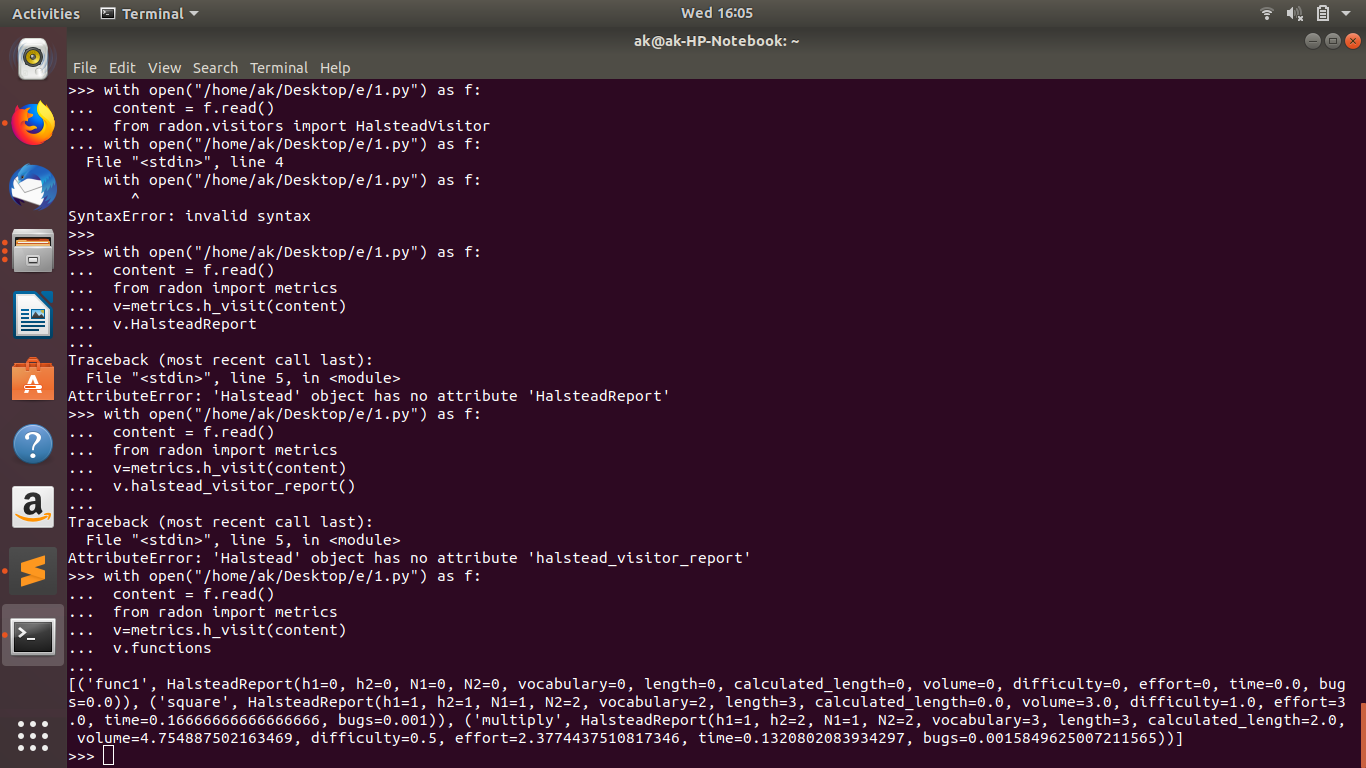 Activities Terminal Wed 16:05
ak@ak-HP-Notebook: ~
File Edit View Search Terminal Help
>>> with open("/home/ak/Desktop/e/1.py") as f:
...  content = f.read()
...  from radon.visitors import HalsteadVisitor
... with open("/home/ak/Desktop/e/1.py") as f:
  File "<stdin>", line 4
    with open("/home/ak/Desktop/e/1.py") as f:
       ^
SyntaxError: invalid syntax
>>>
>>> with open("/home/ak/Desktop/e/1.py") as f:
...  content = f.read()
...  from radon import metrics
...  v=metrics.h_visit(content)
...  v.HalsteadReport
...
Traceback (most recent call last):
  File "<stdin>", line 5, in <module>
AttributeError: 'Halstead' object has no attribute 'HalsteadReport'
>>> with open("/home/ak/Desktop/e/1.py") as f:
...  content = f.read()
...  from radon import metrics
...  v=metrics.h_visit(content)
...  v.halstead_visitor_report()
...
Traceback (most recent call last):
  File "<stdin>", line 5, in <module>
AttributeError: 'Halstead' object has no attribute 'halstead_visitor_report'
>>> with open("/home/ak/Desktop/e/1.py") as f:
...  content = f.read()
...  from radon import metrics
...  v=metrics.h_visit(content)
...  v.functions
...
[('func1', HalsteadReport(h1=0, h2=0, N1=0, N2=0, vocabulary=0, length=0, calculated_length=0, volume=0, difficulty=0, effort=0, time=0.0, bug
s=0.0)), ('square', HalsteadReport(h1=1, h2=1, N1=1, N2=2, vocabulary=2, length=3, calculated_length=0.0, volume=3.0, difficulty=1.0, effort=3
.0, time=0.16666666666666666, bugs=0.001)), ('multiply', HalsteadReport(h1=1, h2=2, N1=1, N2=2, vocabulary=3, length=3, calculated_length=2.0,
 volume=4.754887502163469, difficulty=0.5, effort=2.3774437510817346, time=0.1320802083934297, bugs=0.0015849625007211565))]
>>>